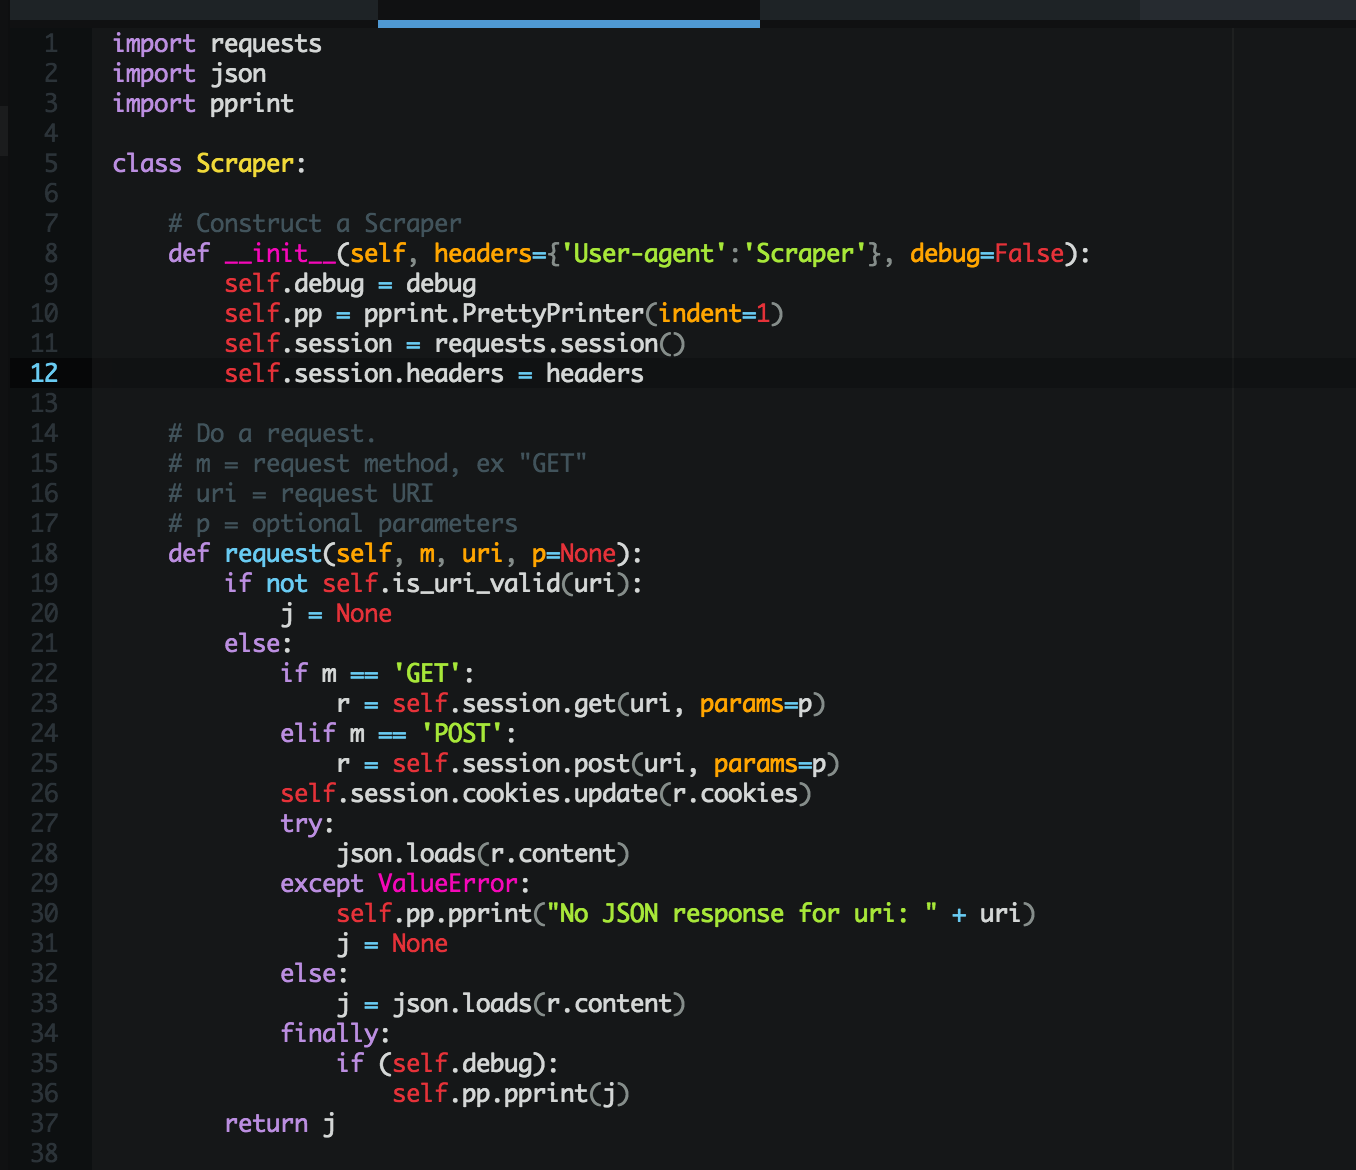 1 import requests
2 import json
3 import pprint
4
5 class Scraper:
6
7     # Construct a Scraper
8     def __init__(self, headers={'User-agent':'Scraper'}, debug=False):
9         self.debug = debug
10         self.pp = pprint.PrettyPrinter(indent=1)
11         self.session = requests.session()
12         self.session.headers = headers
13
14     # Do a request.
15     # m = request method, ex "GET"
16     # uri = request URI
17     # p = optional parameters
18     def request(self, m, uri, p=None):
19         if not self.is_uri_valid(uri):
20             j = None
21         else:
22             if m == 'GET':
23                 r = self.session.get(uri, params=p)
24             elif m == 'POST':
25                 r = self.session.post(uri, params=p)
26             self.session.cookies.update(r.cookies)
27             try:
28                 json.loads(r.content)
29             except ValueError:
30                 self.pp.pprint("No JSON response for uri: " + uri)
31                 j = None
32             else:
33                 j = json.loads(r.content)
34             finally:
35                 if (self.debug):
36                     self.pp.pprint(j)
37         return j
38